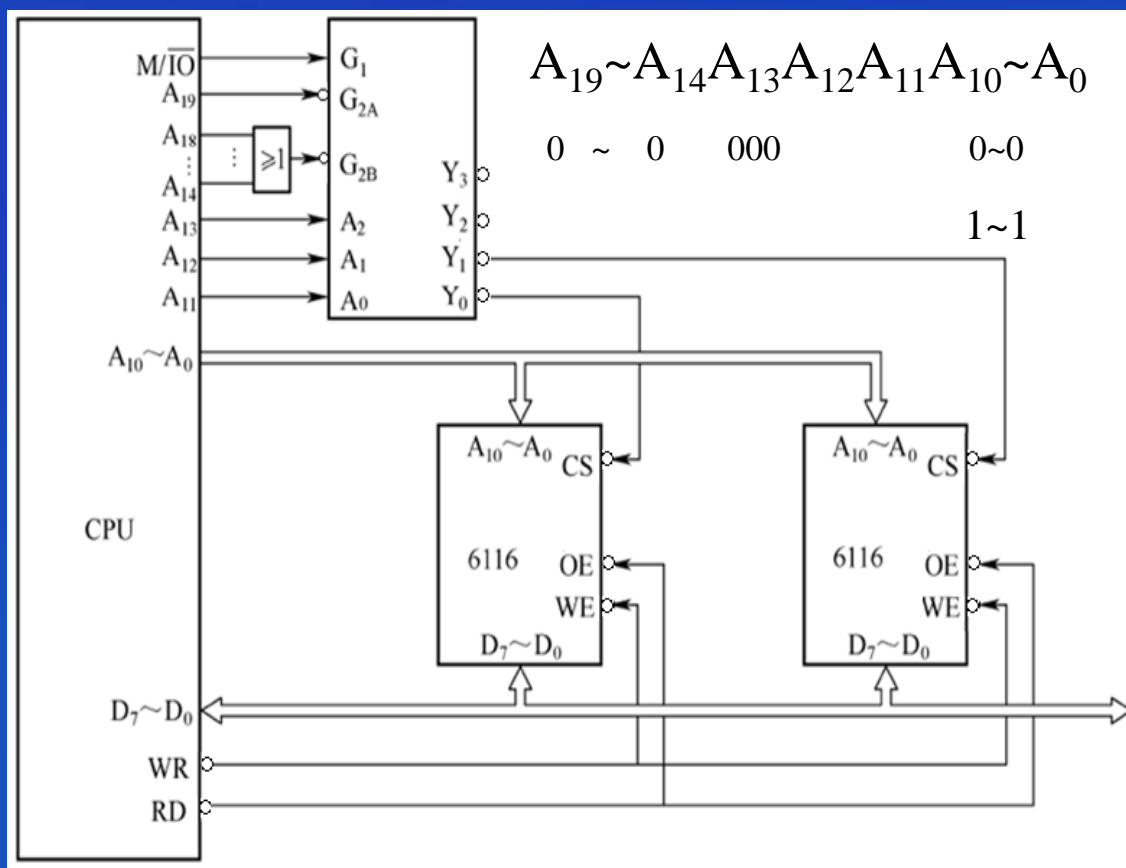 M/IO
A19
A18
⋮ ⋮
A14
A13
A12
A11
≥1
G1
G2A
G2B
A2
A1
A0
Y3
Y2
Y1
Y0
A19~A14A13A12A11A10~A0
0 ~ 0 000 0~0
1~1
A10~A0
A10~A0 CS
6116 OE
WE
D7~D0
A10~A0 CS
6116 OE
WE
D7~D0
CPU
D7~D0
WR
RD